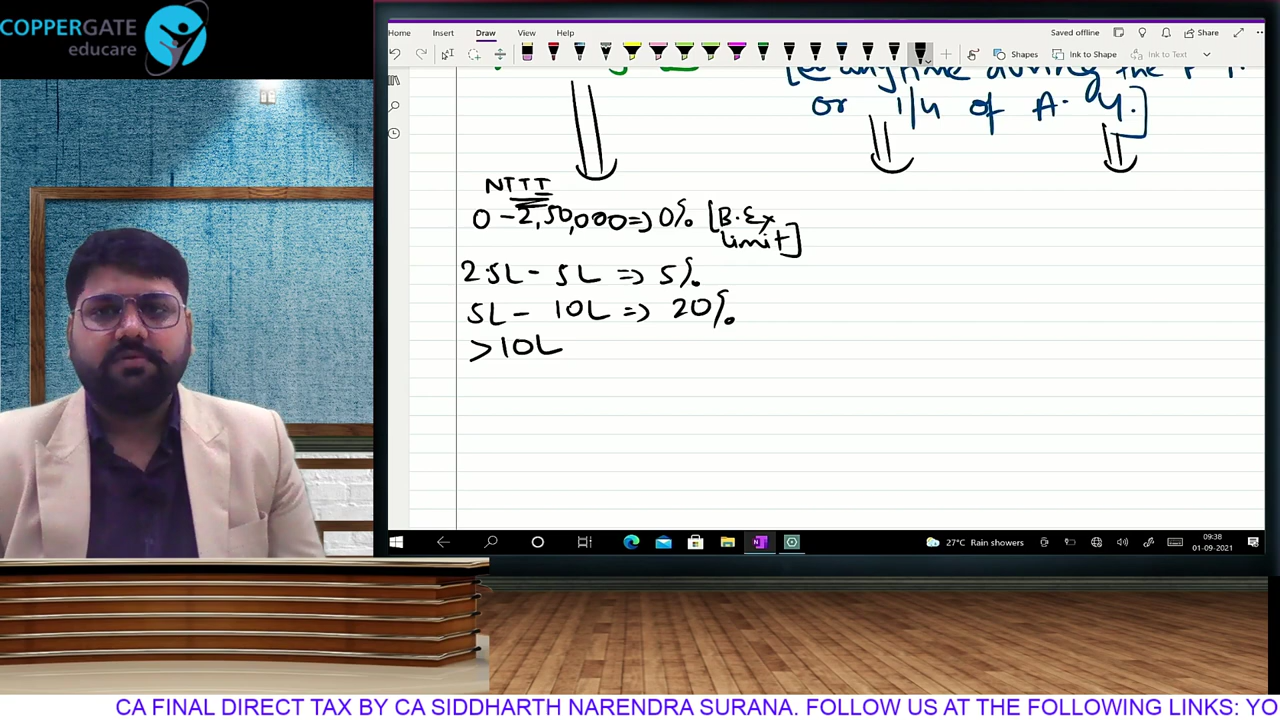 COPPERGATE
educare
Home Insert Draw View Help
Saved offline Share
Shapes Ink to Shape Ink to Text
during the
or 1/4 of A.Y.]
NTTT
0 - 2,50,000 => 0% [B.Ex
limit]
2.5L - 5L => 5%
5L - 10L => 20%
>10L
27°C Rain showers
09:38
01-09-2021
CA FINAL DIRECT TAX BY CA SIDDHARTH NARENDRA SURANA. FOLLOW US AT THE FOLLOWING LINKS: YO